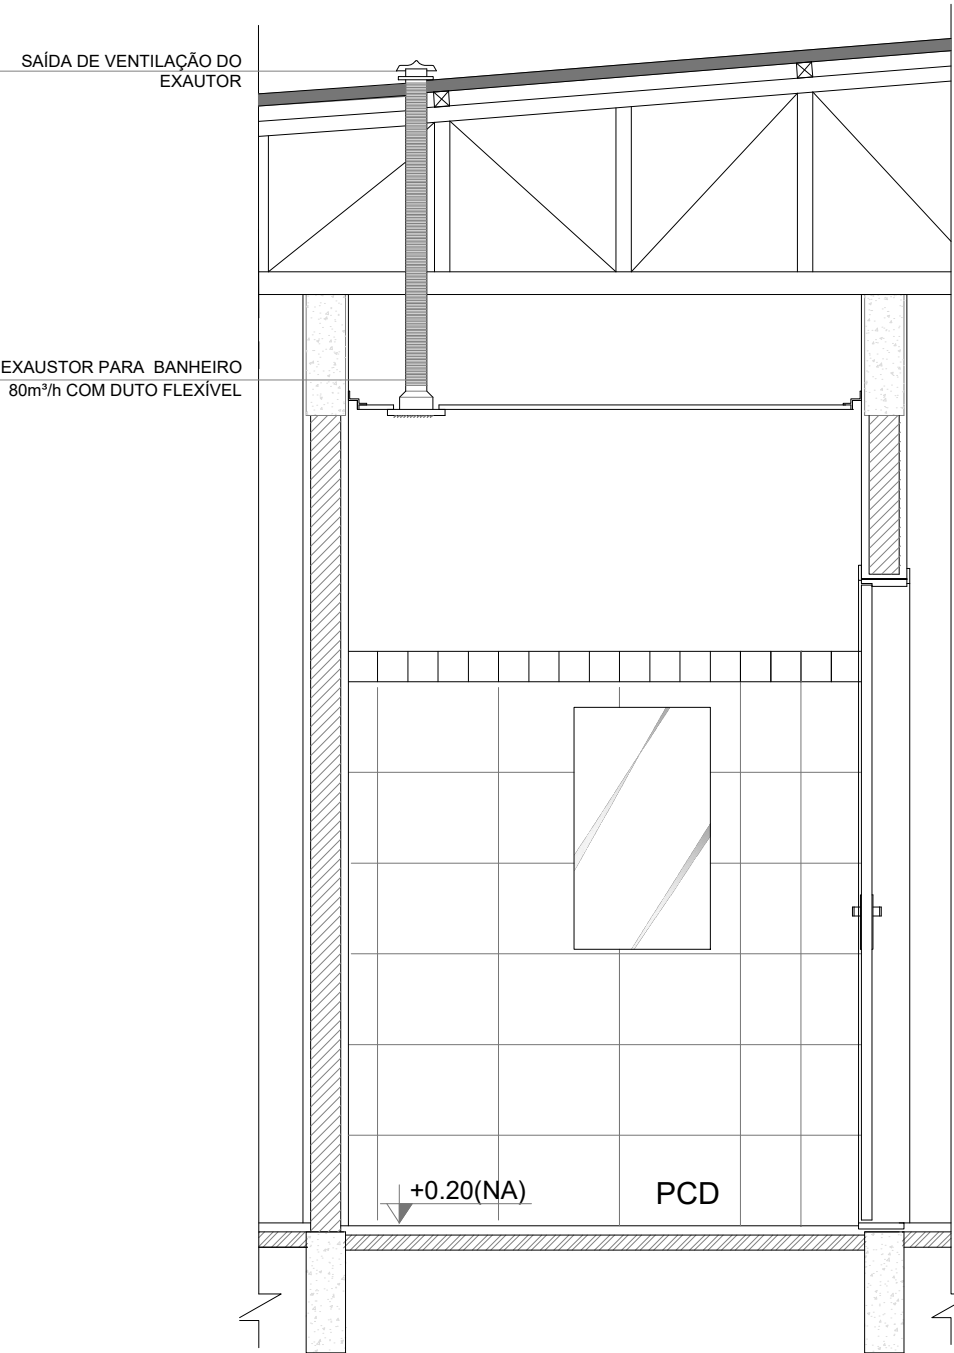 SAÍDA DE VENTILAÇÃO DO
EXAUTOR
EXAUSTOR PARA BANHEIRO
80m³/h COM DUTO FLEXÍVEL
+0.20(NA)
PCD